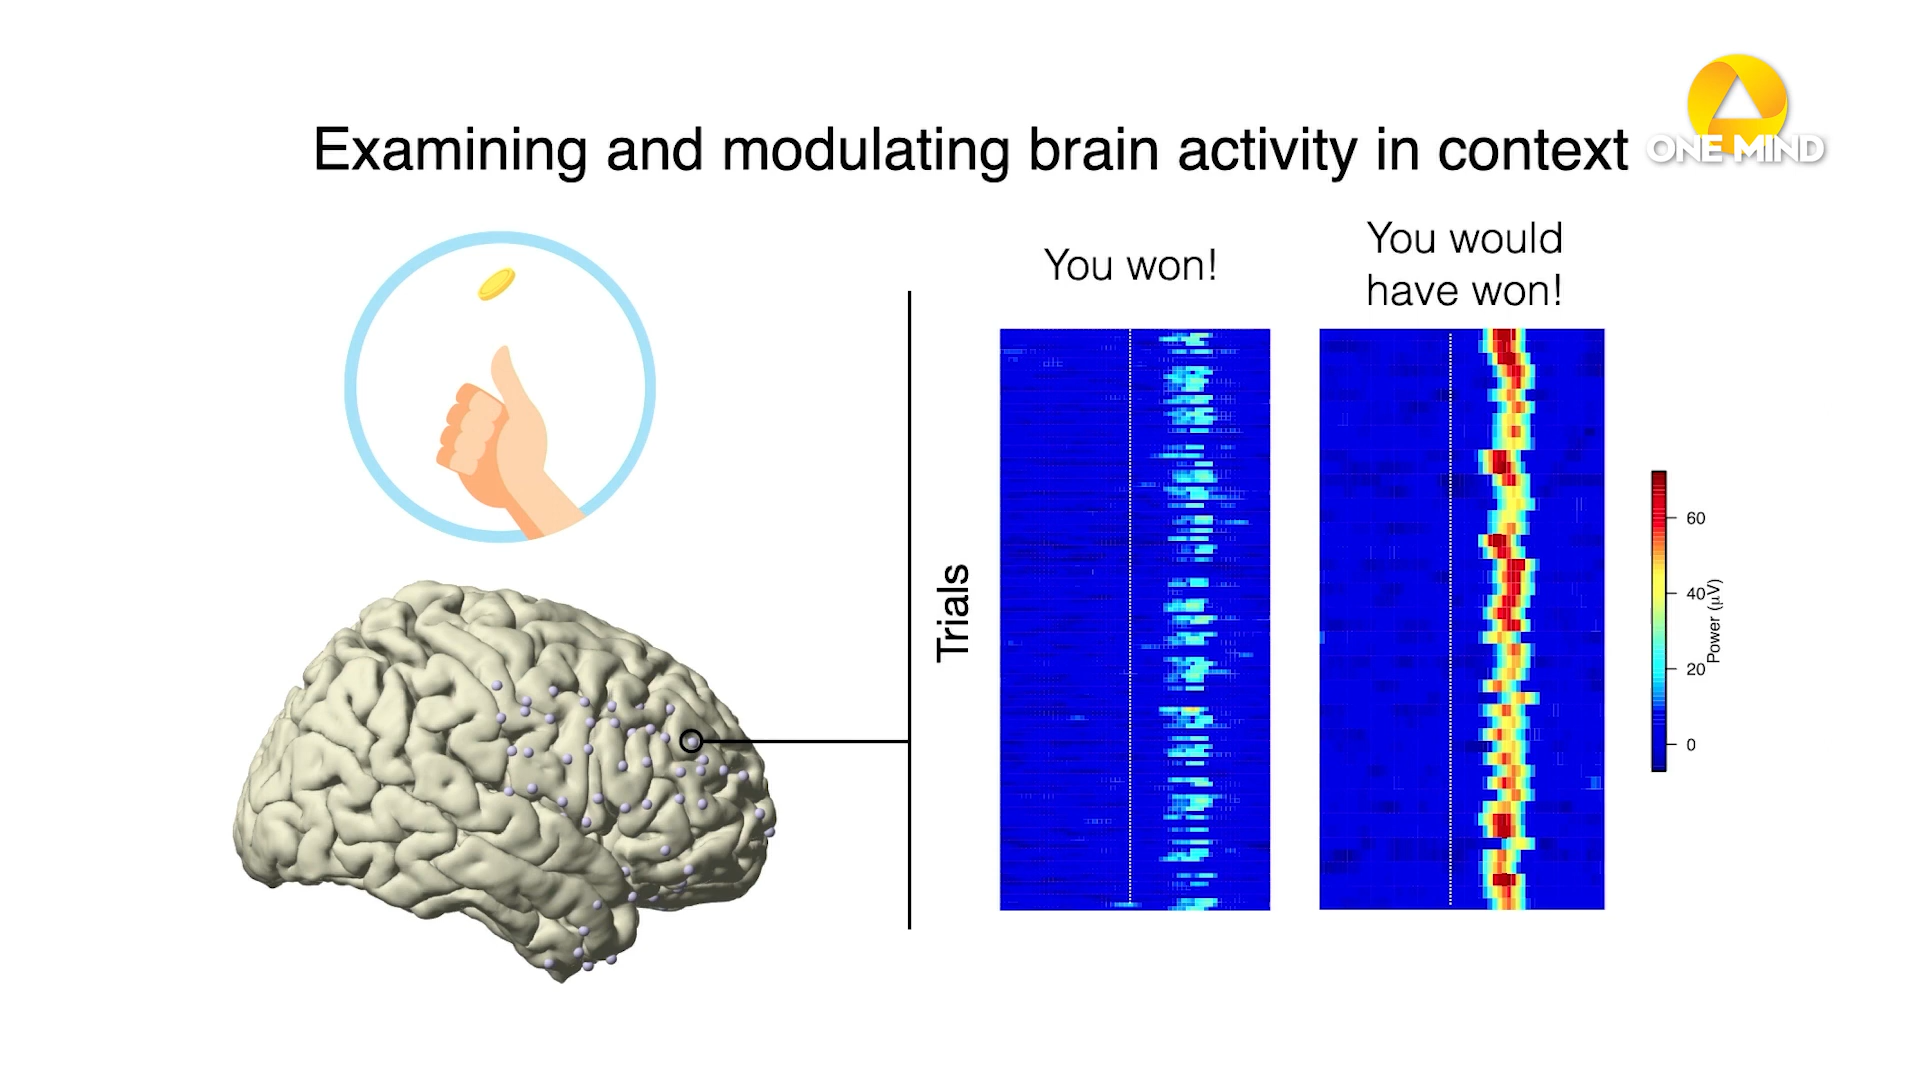 Examining and modulating brain activity in context
ONE MIND
You won!
You would
have won!
Trials
60
40
20
0
Power (μV)